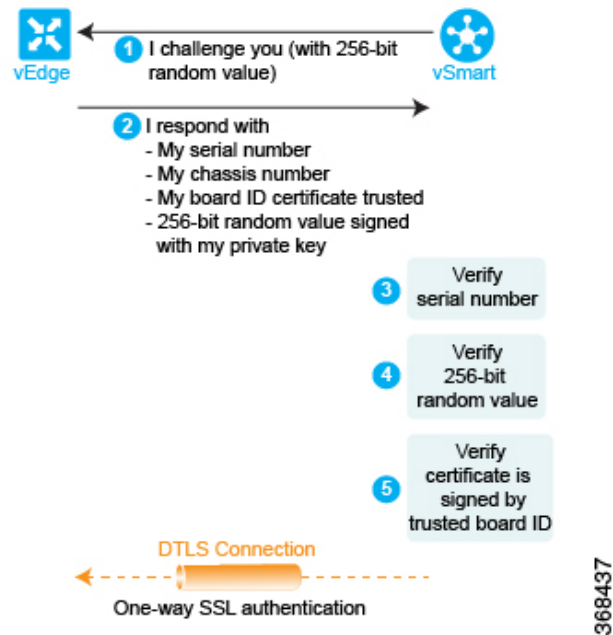 vEdge
vSmart
1 I challenge you (with 256-bit
random value)
2 I respond with
- My serial number
- My chassis number
- My board ID certificate trusted
- 256-bit random value signed
with my private key
3 Verify
serial number
4 Verify
256-bit
random value
5 Verify
certificate is
signed by
trusted board ID
DTLS Connection
One-way SSL authentication
368437